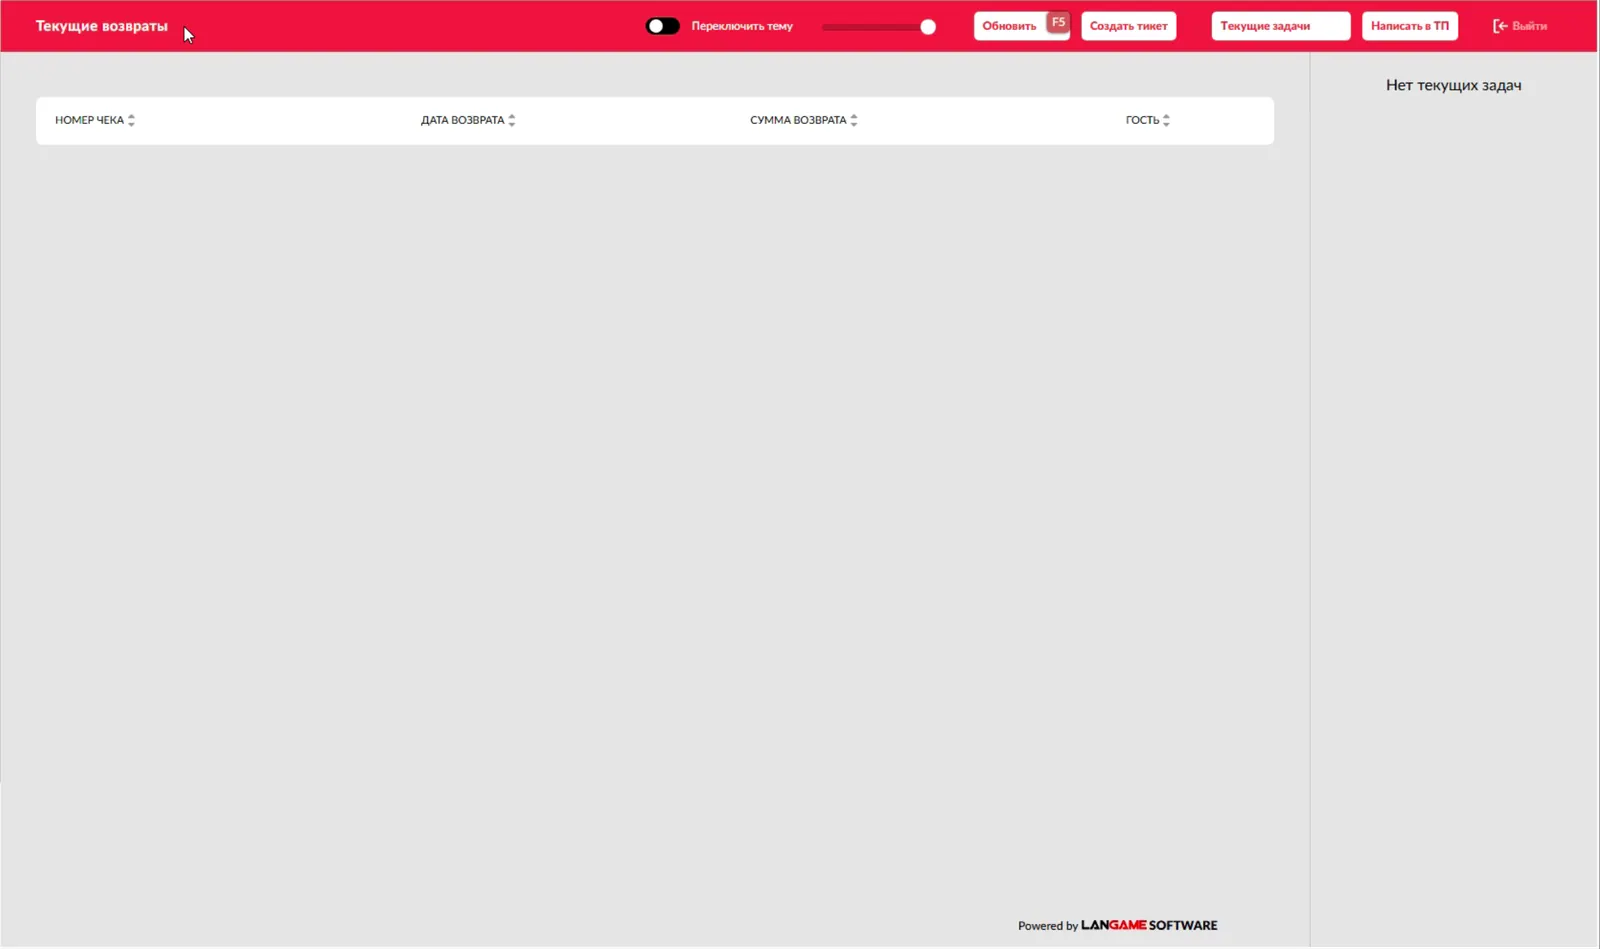 Текущие возвраты
Переключить тему
Обновить F5
Создать тикет
Текущие задачи
Написать в ТП
Выйти
Нет текущих задач
НОМЕР ЧЕКА ДАТА ВОЗВРАТА СУММА ВОЗВРАТА ГОСТЬ
Powered by LANGAME SOFTWARE